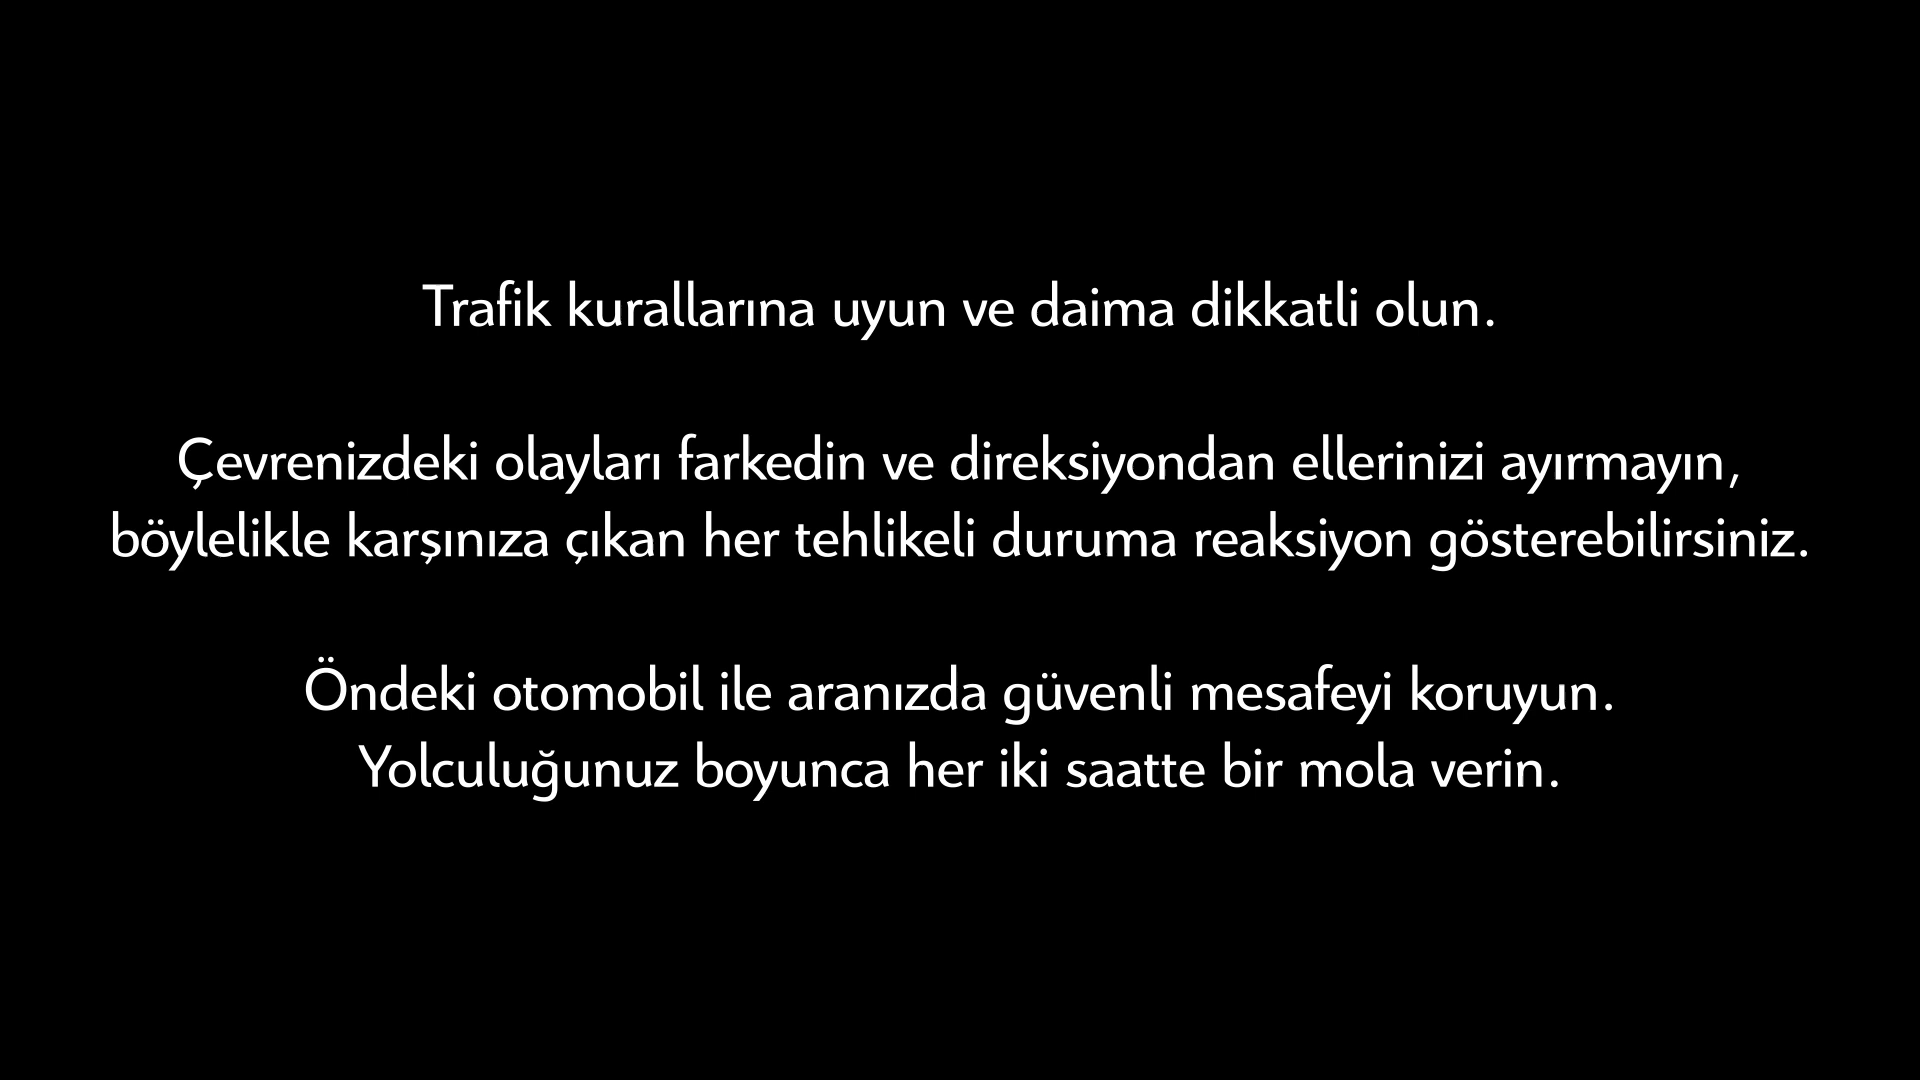 Trafik kurallarına uyun ve daima dikkatli olun.
Çevrenizdeki olayları farkedin ve direksiyondan ellerinizi ayırmayın,
böylelikle karşınıza çıkan her tehlikeli duruma reaksiyon gösterebilirsiniz.
Öndeki otomobil ile aranızda güvenli mesafeyi koruyun.
Yolculuğunuz boyunca her iki saatte bir mola verin.